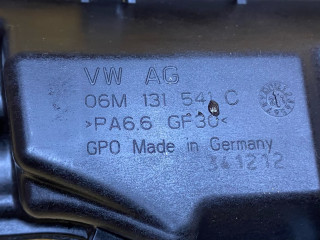 VW AG
06M 131 541 C
>PA6.6 GF30<
GPO Made in Germany
341212